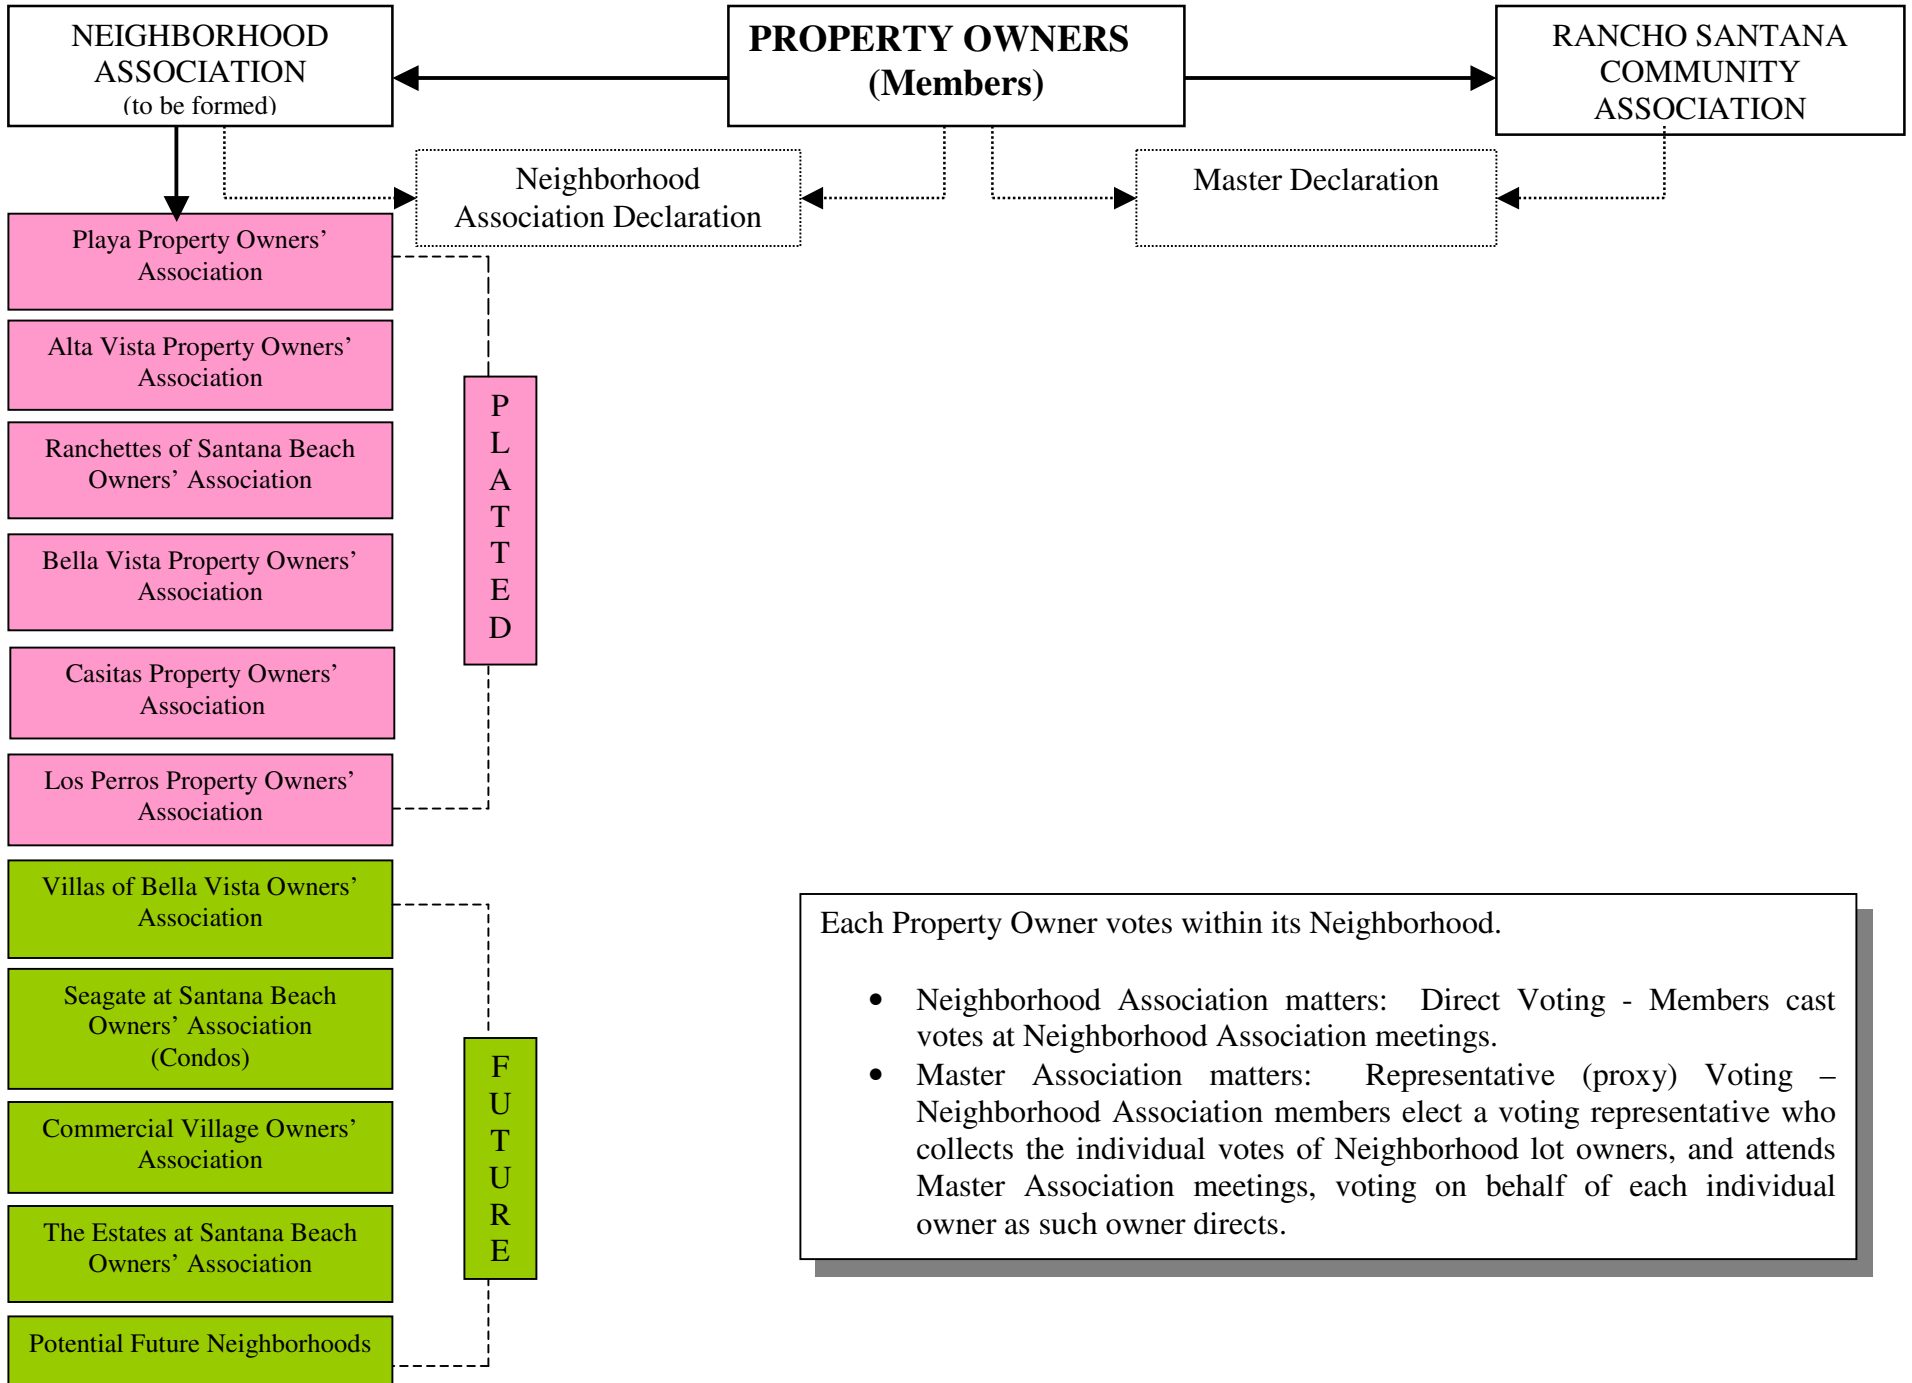 NEIGHBORHOOD
ASSOCIATION
(to be formed)
PROPERTY OWNERS
(Members)
RANCHO SANTANA
COMMUNITY
ASSOCIATION
Neighborhood
Association Declaration
Master Declaration
Playa Property Owners’
Association
Alta Vista Property Owners’
Association
Ranchettes of Santana Beach
Owners’ Association
Bella Vista Property Owners’
Association
Casitas Property Owners’
Association
Los Perros Property Owners’
Association
P
L
A
T
T
E
D
Villas of Bella Vista Owners’
Association
Seagate at Santana Beach
Owners’ Association
(Condos)
Commercial Village Owners’
Association
The Estates at Santana Beach
Owners’ Association
Potential Future Neighborhoods
F
U
T
U
R
E
Each Property Owner votes within its Neighborhood.
• Neighborhood Association matters: Direct Voting - Members cast
votes at Neighborhood Association meetings.
• Master Association matters: Representative (proxy) Voting –
Neighborhood Association members elect a voting representative who
collects the individual votes of Neighborhood lot owners, and attends
Master Association meetings, voting on behalf of each individual
owner as such owner directs.